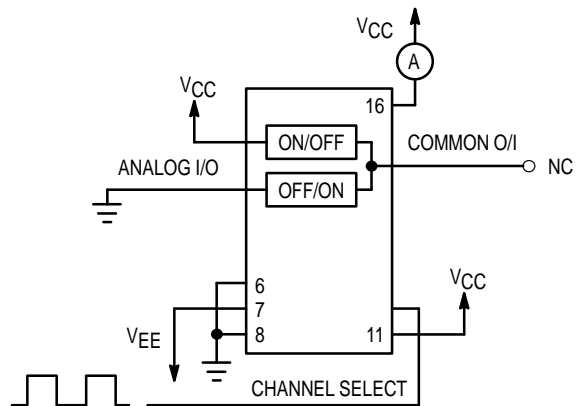 VCC
A
16
VCC
ON/OFF
COMMON O/I
NC
ANALOG I/O
OFF/ON
6
7
8
11
VCC
VEE
CHANNEL SELECT